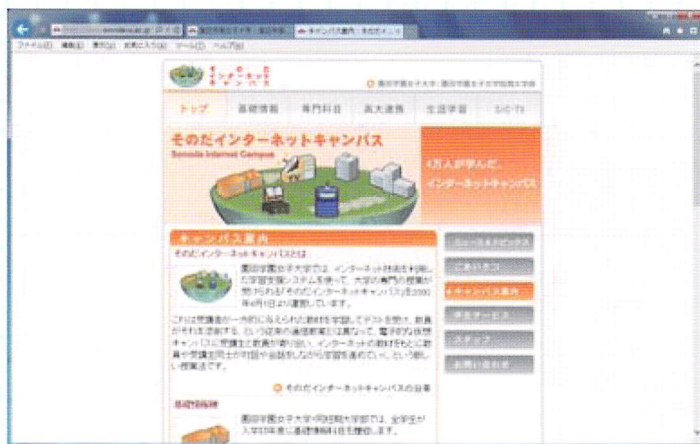 ファイル(F) 編集(E) 表示(V) お気に入り(A) ツール(T) ヘルプ(H)
そのだ
インターネット
キャンパス
園田学園女子大学・園田学園女子大学短期大学部
トップ 基礎情報 専門科目 高大連携 生涯学習
そのだインターネットキャンパス
Sonoda Internet Campus
4万人が学んだ、
インターネットキャンパス
キャンパス案内
そのだインターネットキャンパスとは
園田学園女子大学では、インターネット技術を利用し
た学習支援システムを使って、大学の専門の授業が
受けられる「そのだインターネットキャンパス」を2000
年4月1日より運営しています。
これは受講者が一方的に与えられた教材を学習してテストを受け、教員
がそれを添削する、という従来の通信教育とは異なって、電子的な仮想
キャンパスに受講生と教員が寄り合い、インターネットの教材をもとに教
員や受講生同士が対話や会話をしながら学習を進めていく、という新し
い授業法です。
そのだインターネットキャンパスの沿革
基礎情報
園田学園女子大学・同短期大学部では、全学生が
入学初年度に基礎情報科目を履修します。
ニュース&トピックス
ごあいさつ
キャンパス案内
学生サービス
スタッフ
お問い合わせ